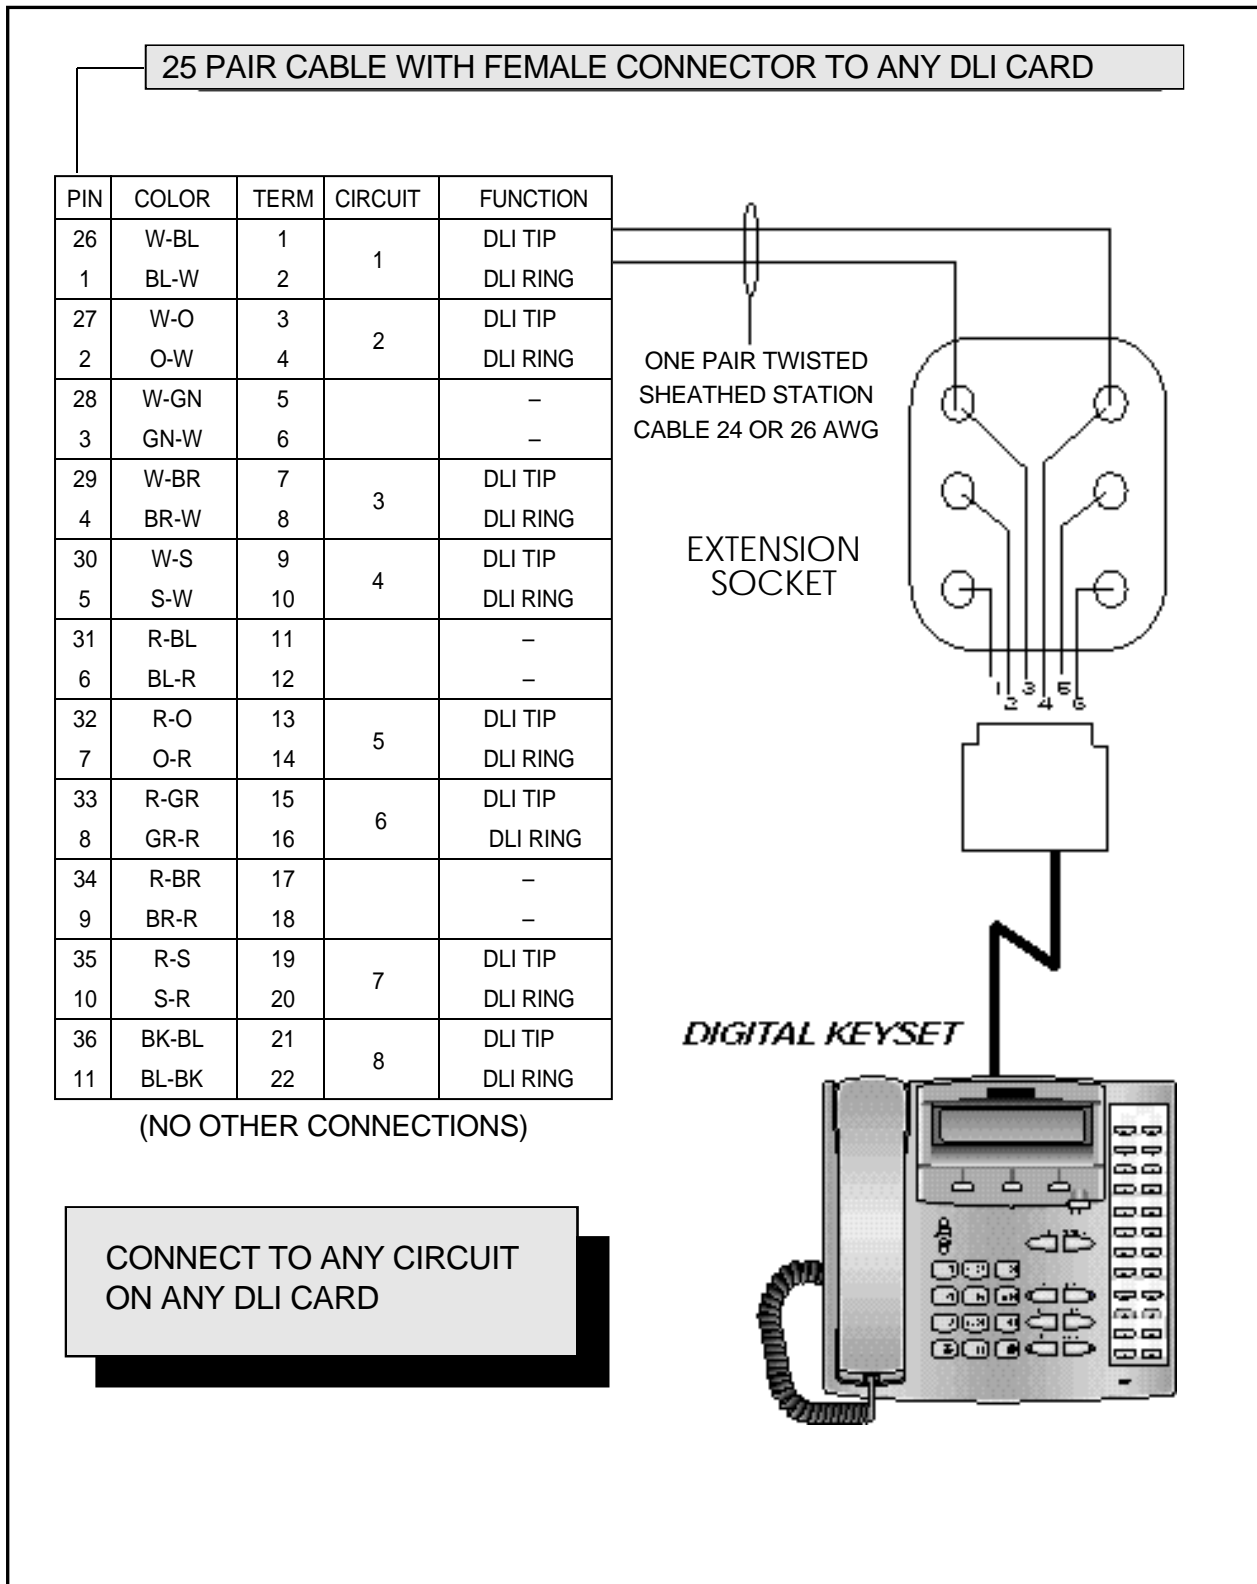 25 PAIR CABLE WITH FEMALE CONNECTOR TO ANY DLI CARD
PIN COLOR TERM CIRCUIT FUNCTION
26 W-BL 1 1 DLI TIP
1 BL-W 2 DLI RING
27 W-O 3 2 DLI TIP
2 O-W 4 DLI RING
28 W-GN 5 –
3 GN-W 6 –
29 W-BR 7 3 DLI TIP
4 BR-W 8 DLI RING
30 W-S 9 4 DLI TIP
5 S-W 10 DLI RING
31 R-BL 11 –
6 BL-R 12 –
32 R-O 13 5 DLI TIP
7 O-R 14 DLI RING
33 R-GR 15 6 DLI TIP
8 GR-R 16 DLI RING
34 R-BR 17 –
9 BR-R 18 –
35 R-S 19 7 DLI TIP
10 S-R 20 DLI RING
36 BK-BL 21 8 DLI TIP
11 BL-BK 22 DLI RING
(NO OTHER CONNECTIONS)
CONNECT TO ANY CIRCUIT
ON ANY DLI CARD
ONE PAIR TWISTED
SHEATHED STATION
CABLE 24 OR 26 AWG
EXTENSION
SOCKET
1 2 3 4 5 6
DIGITAL KEYSET